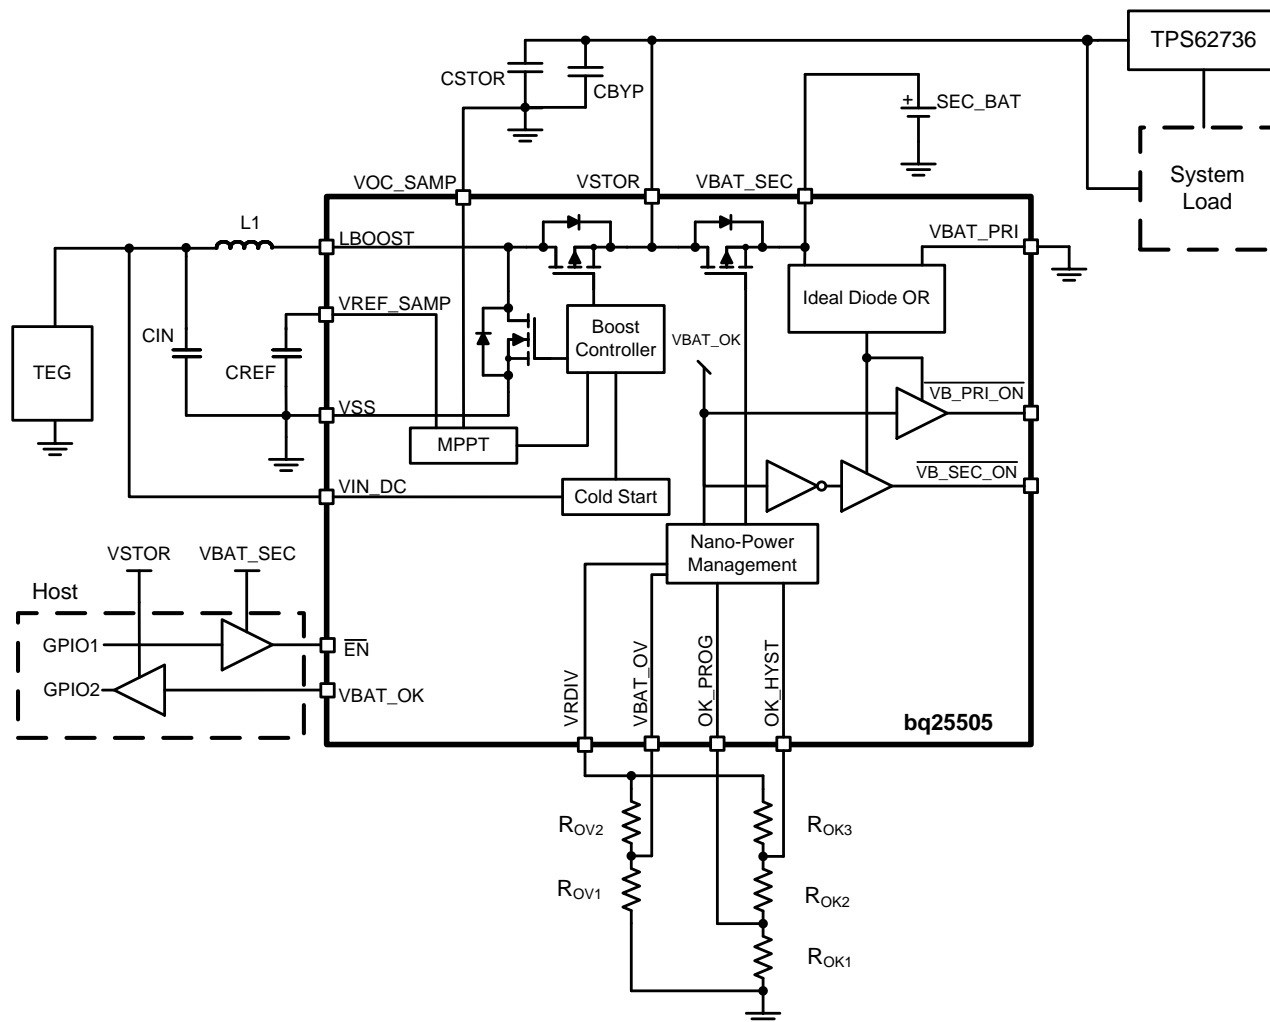 TPS62736
CSTOR
CBYP
SEC_BAT
+
System
Load
VOC_SAMP
VSTOR
VBAT_SEC
L1
LBOOST
VBAT_PRI
Ideal Diode OR
VREF_SAMP
CIN
Boost
Controller
VBAT_OK
TEG
CREF
VB_PRI_ON
VSS
MPPT
VB_SEC_ON
VIN_DC
Cold Start
Nano-Power
Management
VSTOR
VBAT_SEC
Host
GPIO1
EN
GPIO2
VBAT_OK
VRDIV
VBAT_OV
OK_PROG
OK_HYST
bq25505
ROV2
ROK3
ROV1
ROK2
ROK1